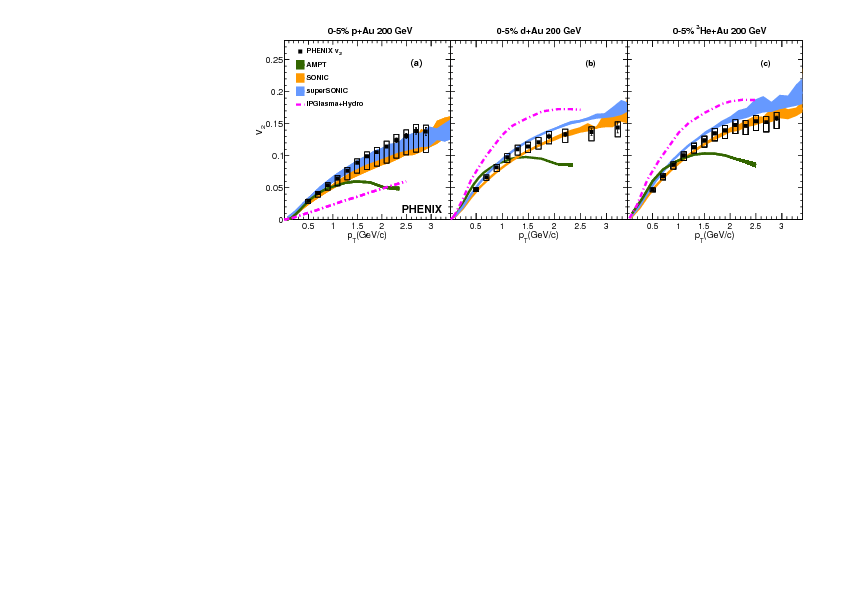 0-5% p+Au 200 GeV
0-5% d+Au 200 GeV
0-5% ³He+Au 200 GeV
v₂
0.25
0.2
0.15
0.1
0.05
0
PHENIX v₂
AMPT
SONIC
superSONIC
IPGlasma+Hydro
(a)
(b)
(c)
PHENIX
0.5 1 1.5 2 2.5 3
0.5 1 1.5 2 2.5 3
0.5 1 1.5 2 2.5 3
p_T(GeV/c)
p_T(GeV/c)
p_T(GeV/c)